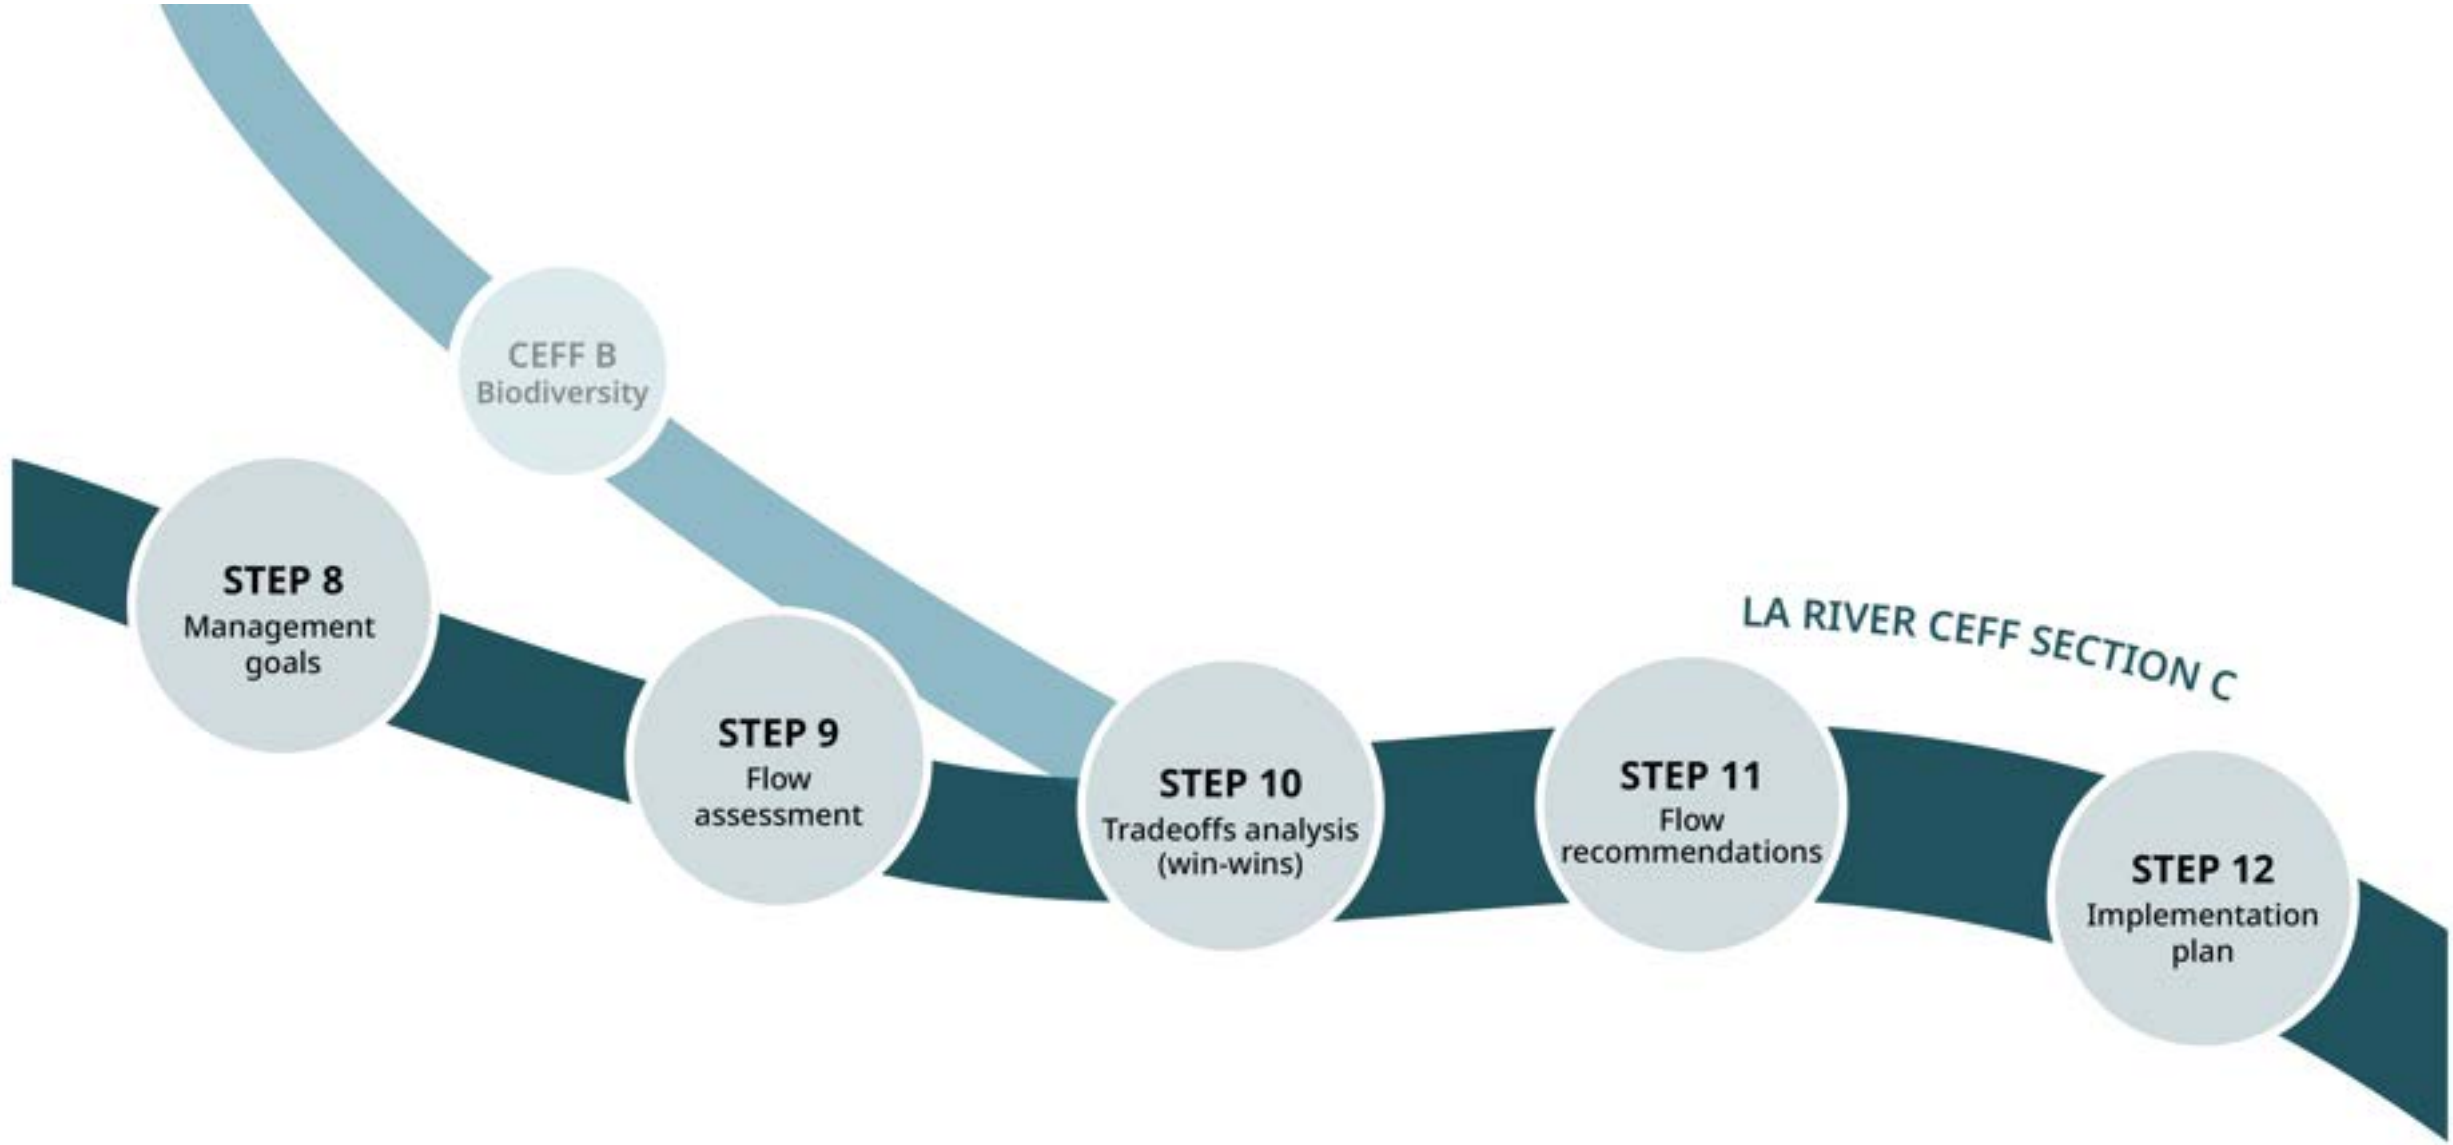 CEFF B
Biodiversity
STEP 8
Management
goals
STEP 9
Flow
assessment
STEP 10
Tradeoffs analysis
(win-wins)
STEP 11
Flow
recommendations
LA RIVER CEFF SECTION C
STEP 12
Implementation
plan